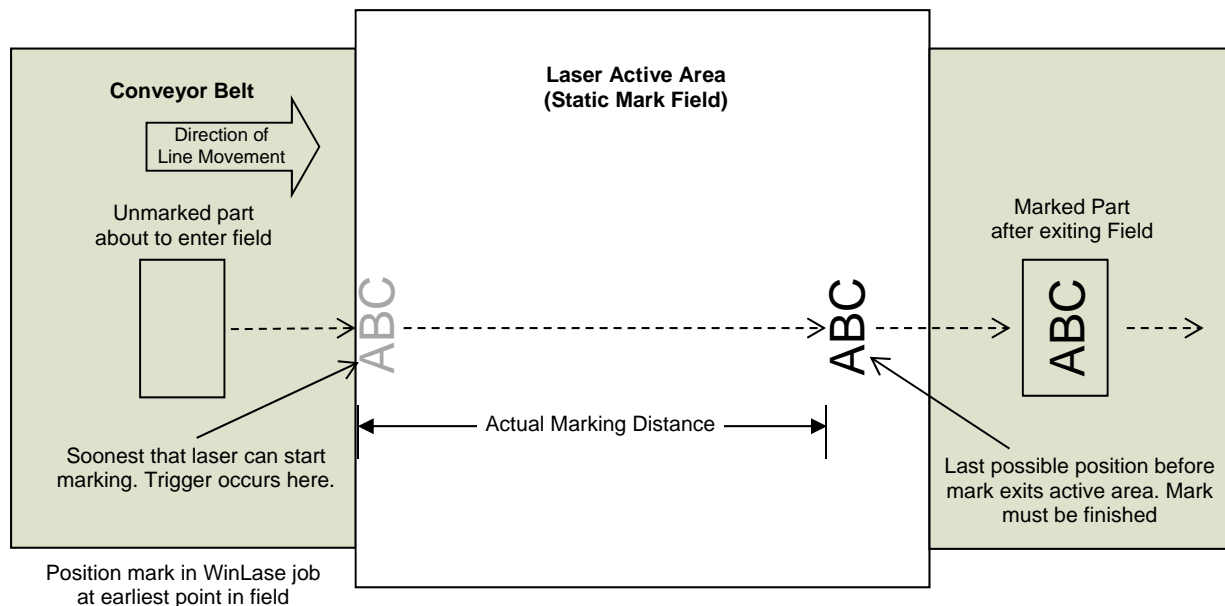 Laser Active Area
(Static Mark Field)
Conveyor Belt
Direction of
Line Movement
Unmarked part
about to enter field
Marked Part
after exiting Field
ABC
ABC
ABC
Actual Marking Distance
Soonest that laser can start
marking. Trigger occurs here.
Last possible position before
mark exits active area. Mark
must be finished
Position mark in WinLase job
at earliest point in field